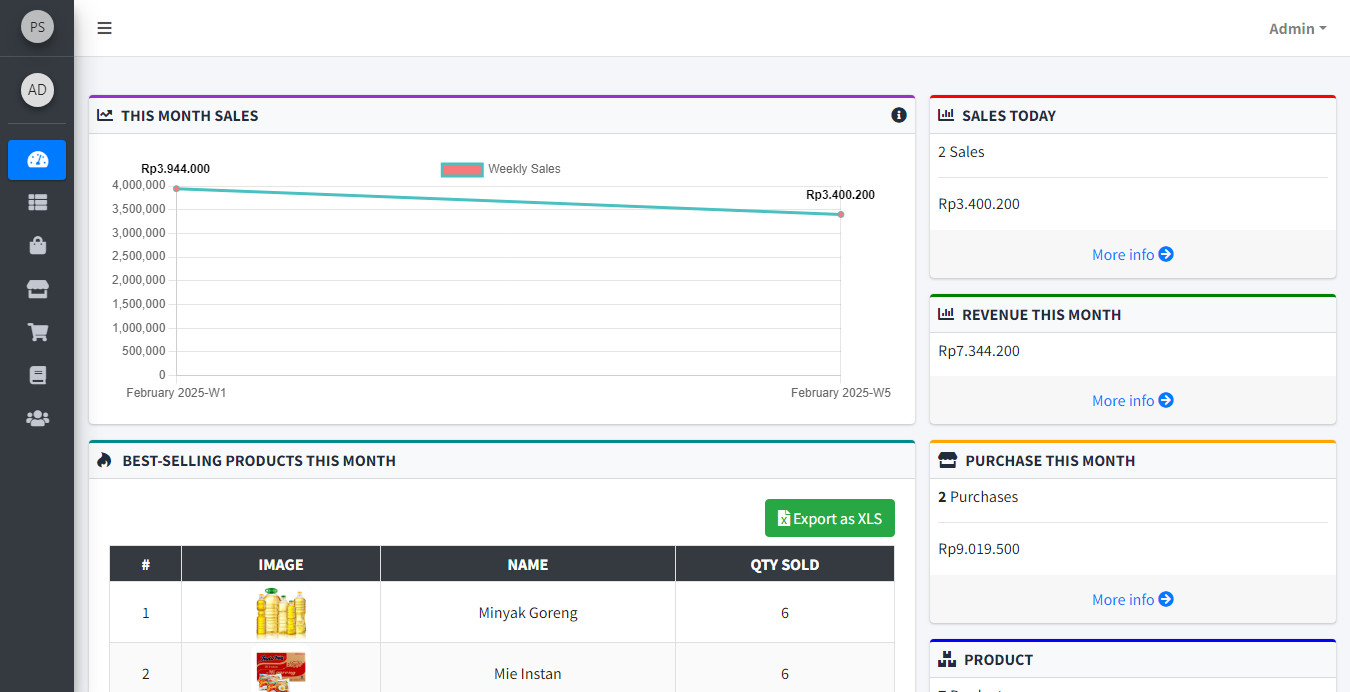 PS
Admin
AD
THIS MONTH SALES
Weekly Sales
Rp3.944.000
Rp3.400.200
4,000,000
3,500,000
3,000,000
2,500,000
2,000,000
1,500,000
1,000,000
500,000
0
February 2025-W1
February 2025-W5
SALES TODAY
2 Sales
Rp3.400.200
More info
REVENUE THIS MONTH
Rp7.344.200
More info
BEST-SELLING PRODUCTS THIS MONTH
Export as XLS
# IMAGE NAME QTY SOLD
1 Minyak Goreng 6
2 Mie Instan 6
PURCHASE THIS MONTH
2 Purchases
Rp9.019.500
More info
PRODUCT